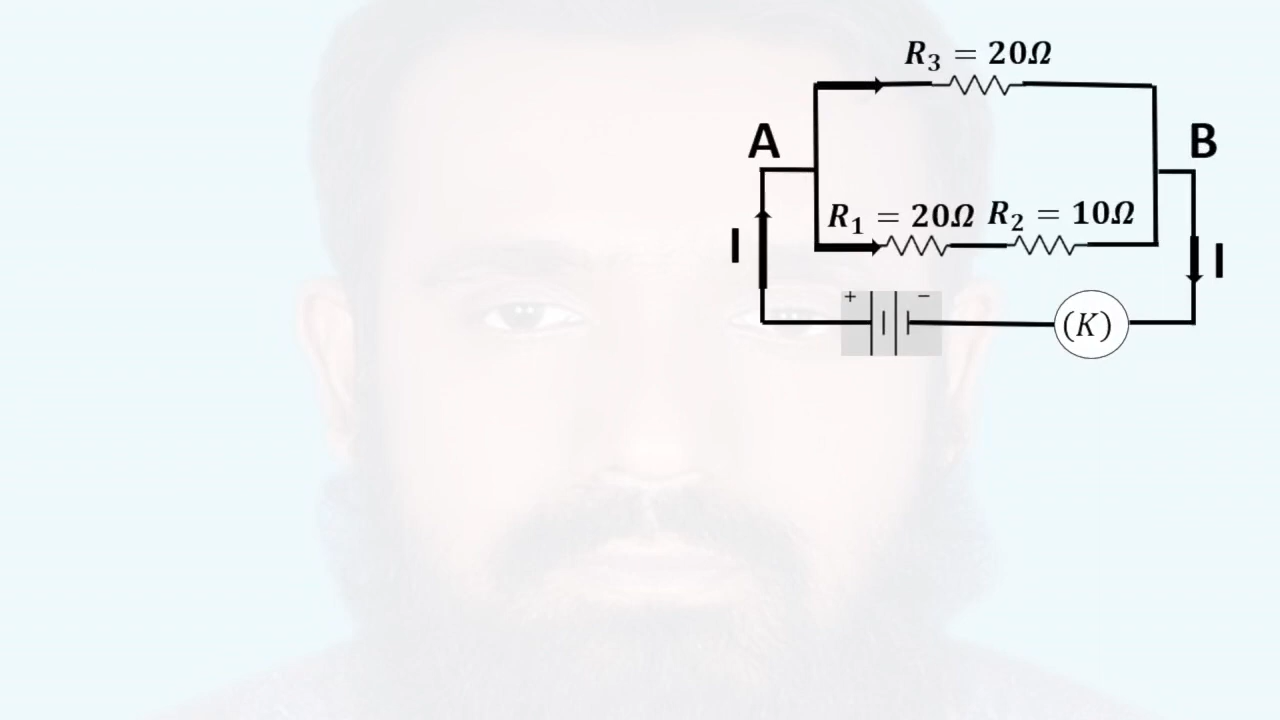 R₃ = 20Ω
A
B
R₁ = 20Ω R₂ = 10Ω
I
I
+ −
(K)